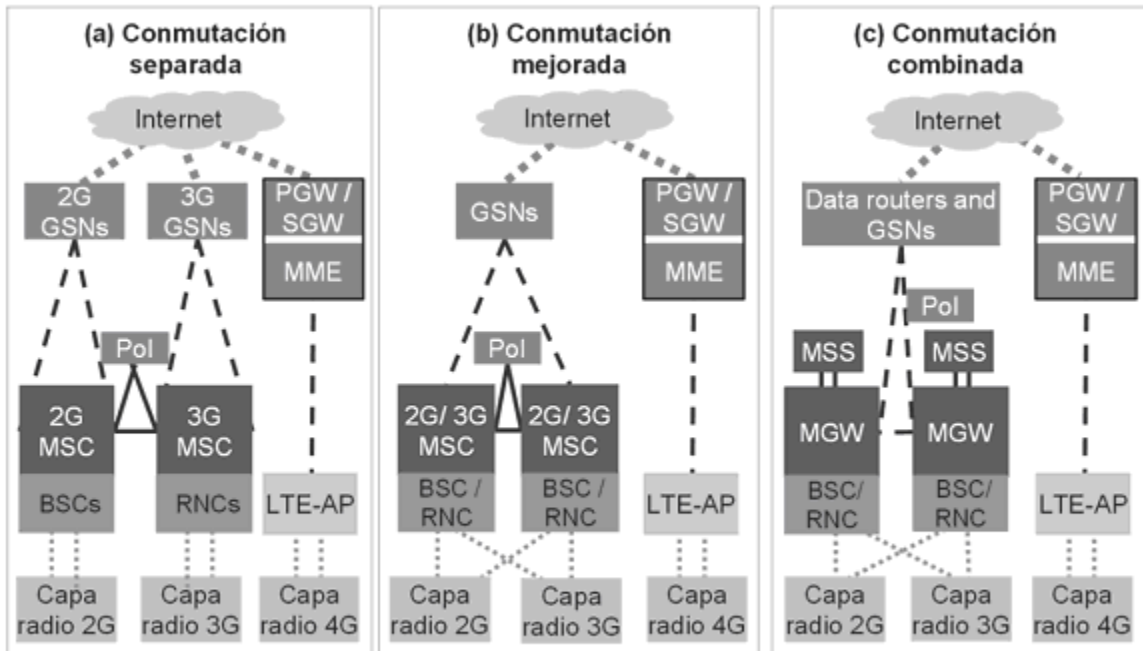 (a) Conmutación
separada
Internet
2G
GSNs
3G
GSNs
PGW /
SGW
MME
PoI
2G
MSC
3G
MSC
BSCs
RNCs
LTE-AP
Capa
radio 2G
Capa
radio 3G
Capa
radio 4G
(b) Conmutación
mejorada
Internet
GSNs
PGW /
SGW
MME
PoI
2G/ 3G
MSC
2G/ 3G
MSC
BSC /
RNC
BSC /
RNC
LTE-AP
Capa
radio 2G
Capa
radio 3G
Capa
radio 4G
(c) Conmutación
combinada
Internet
Data routers and
GSNs
PGW /
SGW
MME
PoI
MSS
MSS
MGW
MGW
BSC/
RNC
BSC/
RNC
LTE-AP
Capa
radio 2G
Capa
radio 3G
Capa
radio 4G